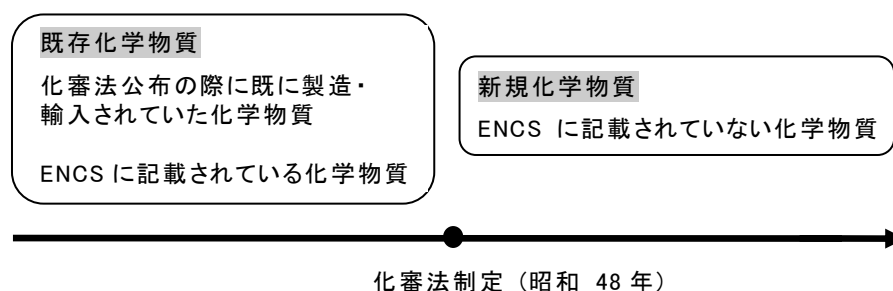 既存化学物質
化審法公布の際に既に製造・
輸入されていた化学物質
ENCS に記載されている化学物質
新規化学物質
ENCS に記載されていない化学物質
化審法制定（昭和 48 年）